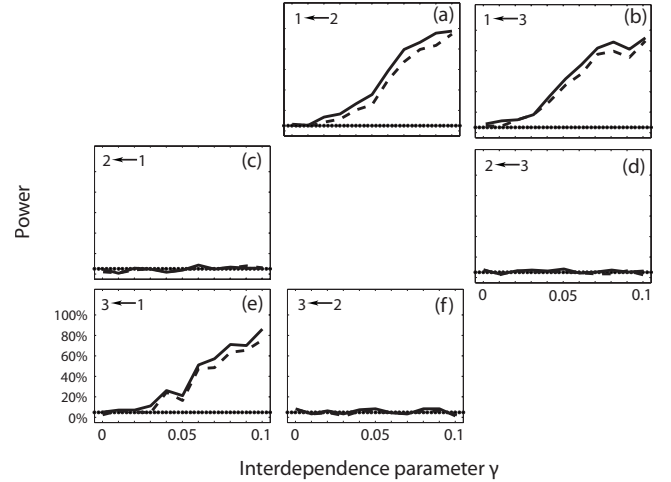 1←2 (a)
1←3 (b)
2←1 (c)
2←3 (d)
Power
0 0.05 0.1
3←1 (e)
3←2 (f)
100%
80%
60%
40%
20%
0%
0 0.05 0.1
0 0.05 0.1
Interdependence parameter γ